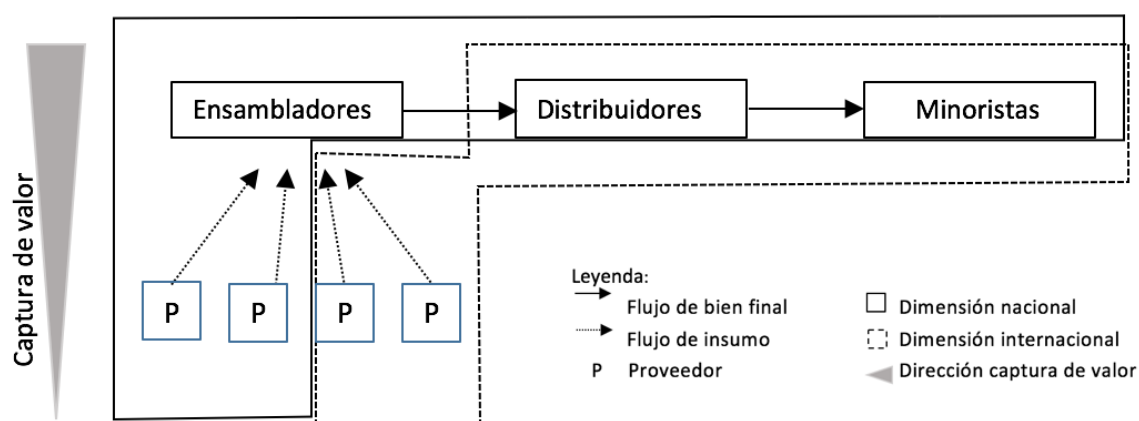 Ensambladores
Distribuidores
Minoristas
Captura de valor
P
P
P
P
Leyenda:
Flujo de bien final
Flujo de insumo
P Proveedor
Dimensión nacional
Dimensión internacional
Dirección captura de valor